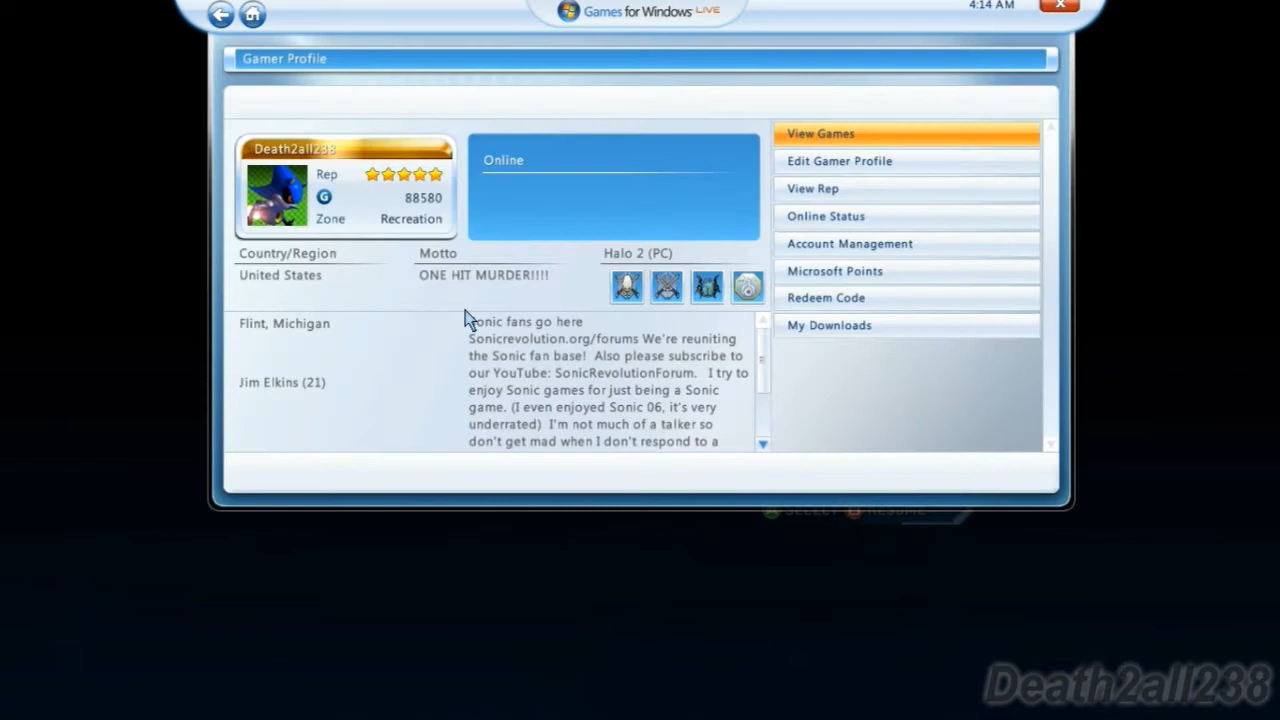 4:14 AM
Games for Windows LIVE
Gamer Profile
Death2all238
Rep
G 88580
Zone Recreation
Online
Country/Region
United States
Motto
ONE HIT MURDER!!!!
Halo 2 (PC)
Flint, Michigan
Jim Elkins (21)
Sonic fans go here
Sonicrevolution.org/forums We're reuniting
the Sonic fan base! Also please subscribe to
our YouTube: SonicRevolutionForum. I try to
enjoy Sonic games for just being a Sonic
game. (I even enjoyed Sonic 06, it's very
underrated) I'm not much of a talker so
don't get mad when I don't respond to a
View Games
Edit Gamer Profile
View Rep
Online Status
Account Management
Microsoft Points
Redeem Code
My Downloads
SELECT RESUME
Death2all238